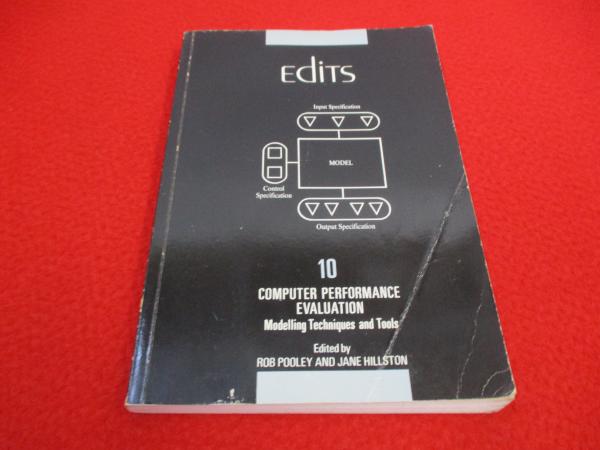 EdiTS
Input Specification
MODEL
Control
Specification
Output Specification
10
COMPUTER PERFORMANCE
EVALUATION
Modelling Techniques and Tools
Edited by
ROB POOLEY AND JANE HILLSTON